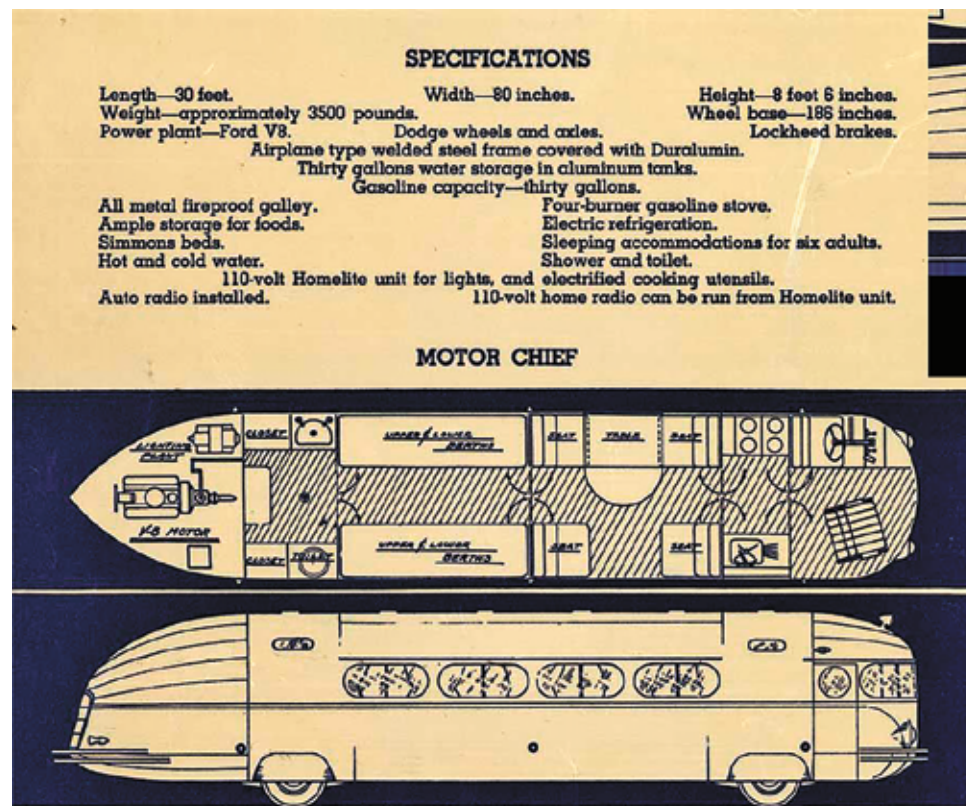 SPECIFICATIONS
Length—30 feet. Width—80 inches. Height—8 feet 6 inches.
Weight—approximately 3500 pounds. Wheel base—186 inches.
Power plant—Ford V8. Dodge wheels and axles. Lockheed brakes.
Airplane type welded steel frame covered with Duralumin.
Thirty gallons water storage in aluminum tanks.
Gasoline capacity—thirty gallons.
All metal fireproof galley. Four-burner gasoline stove.
Ample storage for foods. Electric refrigeration.
Simmons beds. Sleeping accommodations for six adults.
Hot and cold water. Shower and toilet.
110-volt Homelite unit for lights, and electrified cooking utensils.
Auto radio installed. 110-volt home radio can be run from Homelite unit.
MOTOR CHIEF
LIGHTING PLANT
CLOSET
UPPER & LOWER BERTHS
SEAT TABLE SEAT
V-8 MOTOR
CLOSET TOILET
UPPER & LOWER BERTHS
SEAT SEAT